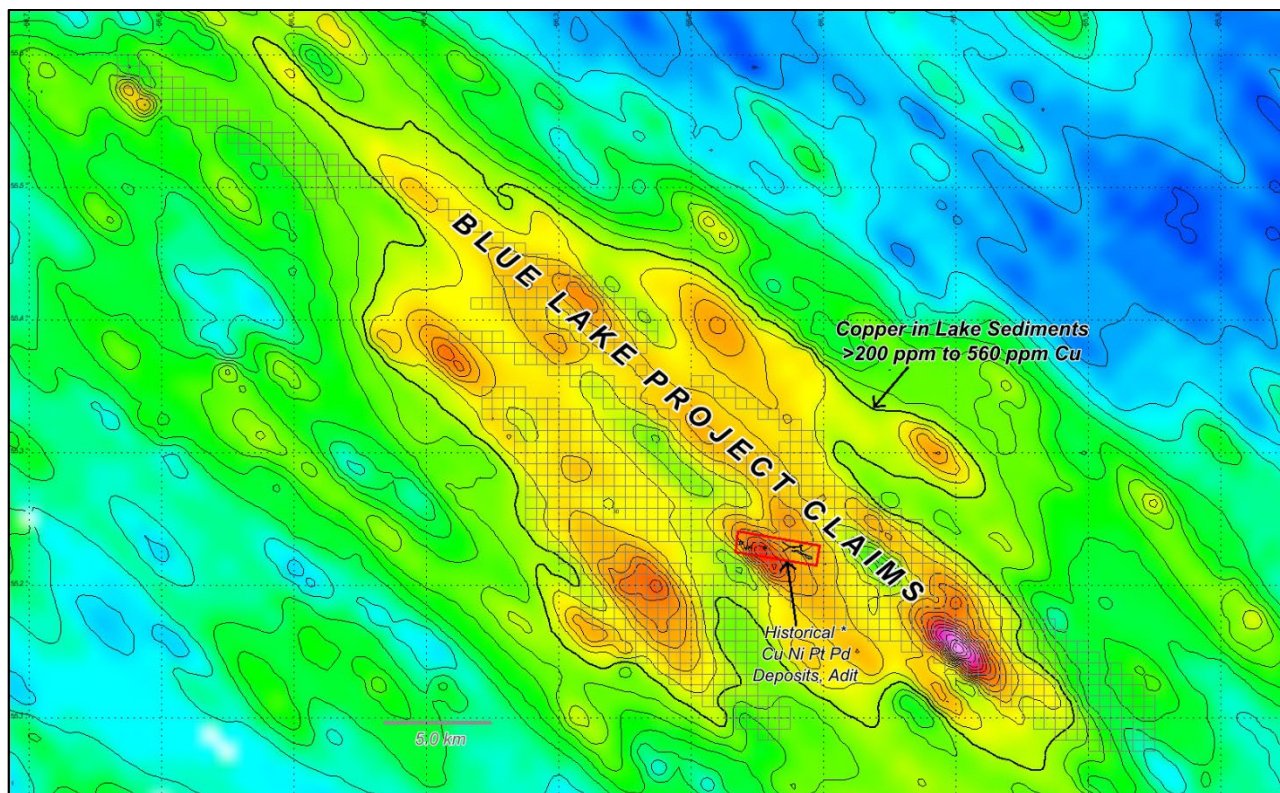 BLUE LAKE PROJECT CLAIMS
Copper in Lake Sediments
>200 ppm to 560 ppm Cu
Historical *
Cu Ni Pt Pd *
Deposits, Adit
5.0 km